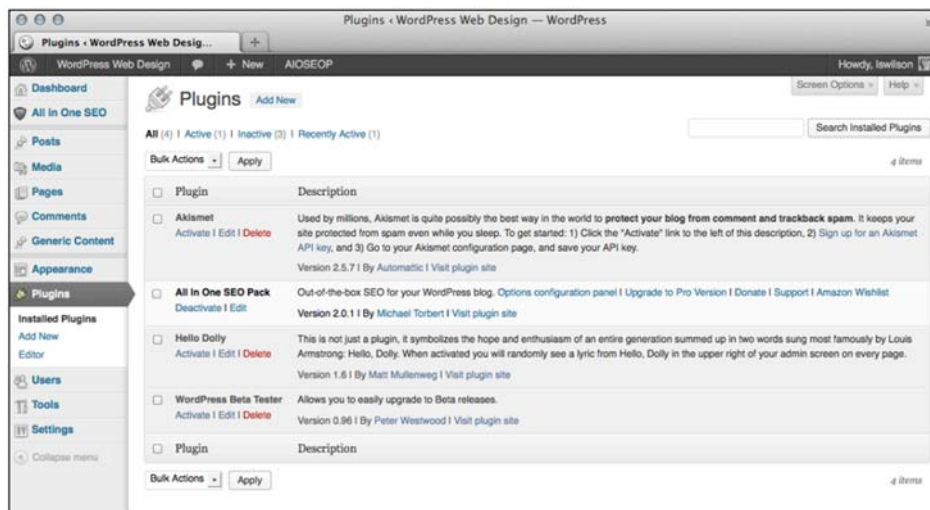 Plugins ‹ WordPress Web Design — WordPress
Plugins ‹ WordPress Web Desig...
WordPress Web Design + New AIOSEOP Howdy, lswilson
Screen Options Help
Dashboard
All in One SEO
Posts
Media
Pages
Comments
Generic Content
Appearance
Plugins
Installed Plugins
Add New
Editor
Users
Tools
Settings
Collapse menu
Plugins Add New
All (4) | Active (1) | Inactive (3) | Recently Active (1)
Search Installed Plugins
Bulk Actions Apply 4 items
Plugin Description
Akismet
Activate | Edit | Delete
Used by millions, Akismet is quite possibly the best way in the world to protect your blog from comment and trackback spam. It keeps your
site protected from spam even while you sleep. To get started: 1) Click the "Activate" link to the left of this description, 2) Sign up for an Akismet
API key, and 3) Go to your Akismet configuration page, and save your API key.
Version 2.5.7 | By Automattic | Visit plugin site
All In One SEO Pack
Deactivate | Edit
Out-of-the-box SEO for your WordPress blog. Options configuration panel | Upgrade to Pro Version | Donate | Support | Amazon Wishlist
Version 2.0.1 | By Michael Torbert | Visit plugin site
Hello Dolly
Activate | Edit | Delete
This is not just a plugin, it symbolizes the hope and enthusiasm of an entire generation summed up in two words sung most famously by Louis
Armstrong: Hello, Dolly. When activated you will randomly see a lyric from Hello, Dolly in the upper right of your admin screen on every page.
Version 1.6 | By Matt Mullenweg | Visit plugin site
WordPress Beta Tester
Activate | Edit | Delete
Allows you to easily upgrade to Beta releases.
Version 0.96 | By Peter Westwood | Visit plugin site
Plugin Description
Bulk Actions Apply 4 items